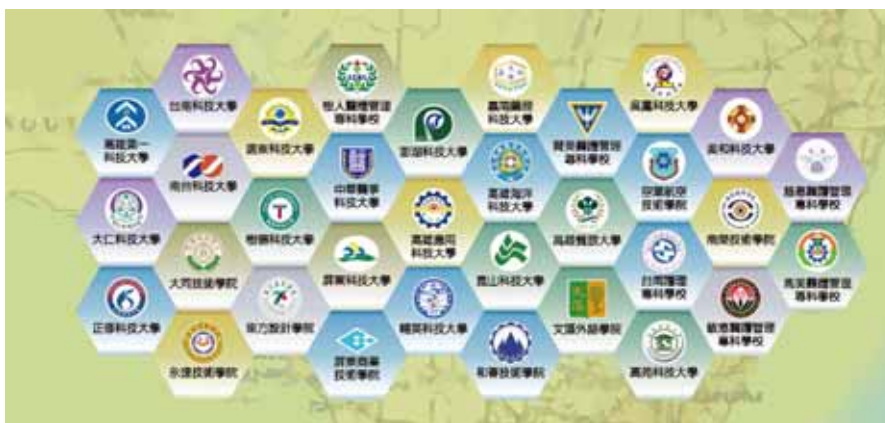 台南科技大學
樹人醫護管理
專科學校
嘉南藥理
科技大學
吳鳳科技大學
高雄第一
科技大學
遠東科技大學
澎湖科技大學
育英醫護管理
專科學校
美和科技大學
南台科技大學
中華醫事
科技大學
高雄海洋
科技大學
空軍航空
技術學院
慈惠醫護管理
專科學校
大仁科技大學
樹德科技大學
高雄應用
科技大學
高雄餐旅大學
南榮技術學院
大同技術學院
屏東科技大學
崑山科技大學
台南護理
專科學校
高美醫護管理
專科學校
正修科技大學
東方設計學院
輔英科技大學
文藻外語學院
敏惠醫護管理
專科學校
永達技術學院
屏東商業
技術學院
和春技術學院
高苑科技大學